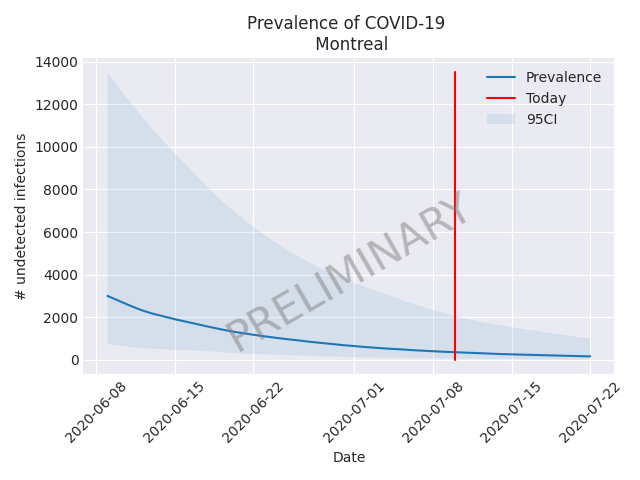 Prevalence of COVID-19
Montreal
# undetected infections
14000
12000
10000
8000
6000
4000
2000
0
Prevalence
Today
95CI
PRELIMINARY
2020-06-08
2020-06-15
2020-06-22
2020-07-01
2020-07-08
2020-07-15
2020-07-22
Date